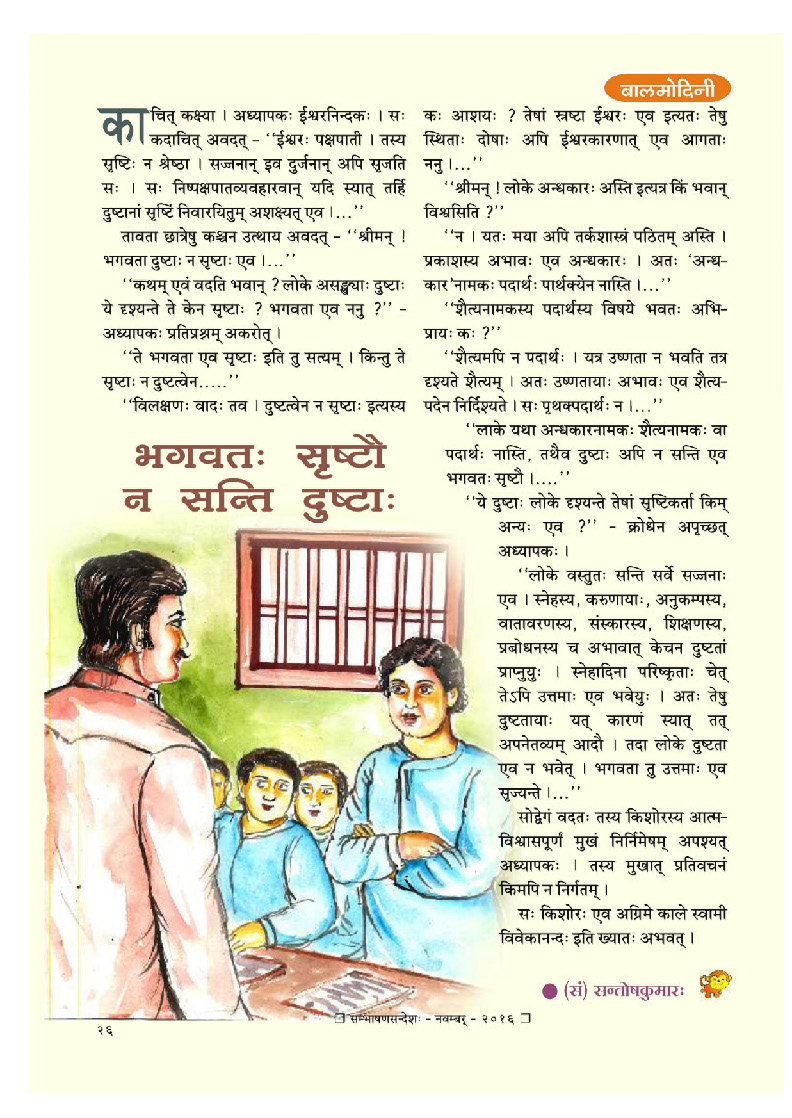 बालमोदिनी
काचित् कक्ष्या । अध्यापकः ईश्वरनिन्दकः । सः
कदाचित् अवदत् - ‘‘ईश्वरः पक्षपाती । तस्य
सृष्टिः न श्रेष्ठा । सज्जनान् इव दुर्जनान् अपि सृजति
सः । सः निष्पक्षपातव्यवहारवान् यदि स्यात् तर्हि
दुष्टानां सृष्टिं निवारयितुम् अशक्ष्यत् एव ।...’’
तावता छात्रेषु कश्चन उत्थाय अवदत् - ‘‘श्रीमन् !
भगवता दुष्टाः न सृष्टाः एव ।...’’
‘‘कथम् एवं वदति भवान् ? लोके असङ्ख्याः दुष्टाः
ये दृश्यन्ते ते केन सृष्टाः ? भगवता एव ननु ?’’ -
अध्यापकः प्रतिप्रश्नम् अकरोत् ।
‘‘ते भगवता एव सृष्टाः इति तु सत्यम् । किन्तु ते
सृष्टाः न दुष्टत्वेन.....’’
‘‘विलक्षणः वादः तव । दुष्टत्वेन न सृष्टाः इत्यस्य
भगवतः सृष्टौ
न सन्ति दुष्टाः
कः आशयः ? तेषां स्रष्टा ईश्वरः एव इत्यतः तेषु
स्थिताः दोषाः अपि ईश्वरकारणात् एव आगताः
ननु ।...’’
‘‘श्रीमन् ! लोके अन्धकारः अस्ति इत्यत्र किं भवान्
विश्वसिति ?’’
‘‘न । यतः मया अपि तर्कशास्त्रं पठितम् अस्ति ।
प्रकाशस्य अभावः एव अन्धकारः । अतः ‘अन्ध-
कार’नामकः पदार्थः पार्थक्येन नास्ति ।...’’
‘‘शैत्यनामकस्य पदार्थस्य विषये भवतः अभि-
प्रायः कः ?’’
‘‘शैत्यमपि न पदार्थः । यत्र उष्णता न भवति तत्र
दृश्यते शैत्यम् । अतः उष्णतायाः अभावः एव शैत्य-
पदेन निर्दिश्यते । सः पृथक्पदार्थः न ।...’’
‘‘लाके यथा अन्धकारनामकः शैत्यनामकः वा
पदार्थः नास्ति, तथैव दुष्टाः अपि न सन्ति एव
भगवतः सृष्टौ ।....’’
‘‘ये दुष्टाः लोके दृश्यन्ते तेषां सृष्टिकर्ता किम्
अन्यः एव ?’’ - क्रोधेन अपृच्छत्
अध्यापकः ।
‘‘लोके वस्तुतः सन्ति सर्वे सज्जनाः
एव । स्नेहस्य, करुणायाः, अनुकम्पस्य,
वातावरणस्य, संस्कारस्य, शिक्षणस्य,
प्रबोधनस्य च अभावात् केचन दुष्टतां
प्राप्नुयुः । स्नेहादिना परिष्कृताः चेत्
तेऽपि उत्तमाः एव भवेयुः । अतः तेषु
दुष्टतायाः यत् कारणं स्यात् तत्
अपनेतव्यम् आदौ । तदा लोके दुष्टता
एव न भवेत् । भगवता तु उत्तमाः एव
सृज्यन्ते ।...’’
सोद्वेगं वदतः तस्य किशोरस्य आत्म-
विश्वासपूर्णं मुखं निर्निमेषम् अपश्यत्
अध्यापकः । तस्य मुखात् प्रतिवचनं
किमपि न निर्गतम् ।
सः किशोरः एव अग्रिमे काले स्वामी
विवेकानन्दः इति ख्यातः अभवत् ।
● (सं) सन्तोषकुमारः
□ सम्भाषणसन्देशः - नवम्बर् - २०१६ □
२६